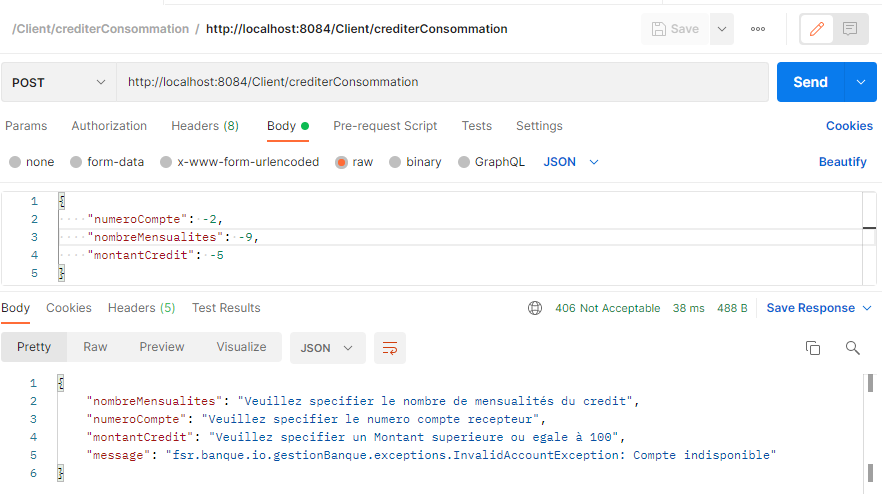 /Client/crediterConsommation / http://localhost:8084/Client/crediterConsommation Save
POST http://localhost:8084/Client/crediterConsommation Send
Params Authorization Headers (8) Body Pre-request Script Tests Settings Cookies
none form-data x-www-form-urlencoded raw binary GraphQL JSON Beautify
1 {
2 "numeroCompte": -2,
3 "nombreMensualites": -9,
4 "montantCredit": -5
5 }
Body Cookies Headers (5) Test Results 406 Not Acceptable 38 ms 488 B Save Response
Pretty Raw Preview Visualize JSON
1 {
2 "nombreMensualites": "Veuillez specifier le nombre de mensualités du credit",
3 "numeroCompte": "Veuillez specifier le numero compte recepteur",
4 "montantCredit": "Veuillez specifier un Montant superieure ou egale à 100",
5 "message": "fsr.banque.io.gestionBanque.exceptions.InvalidAccountException: Compte indisponible"
6 }